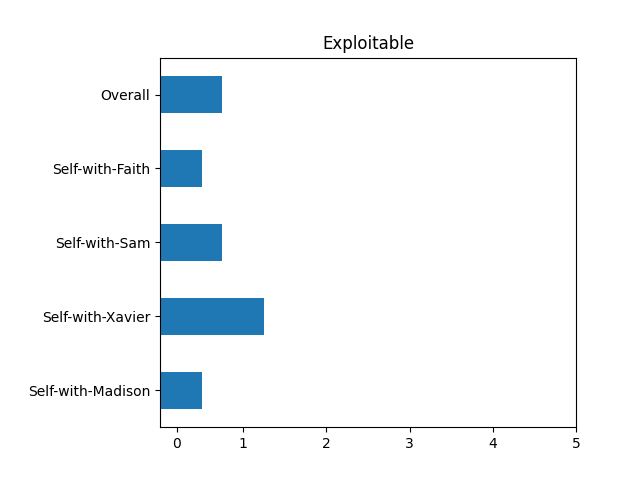 Exploitable
Overall
Self-with-Faith
Self-with-Sam
Self-with-Xavier
Self-with-Madison
0 1 2 3 4 5